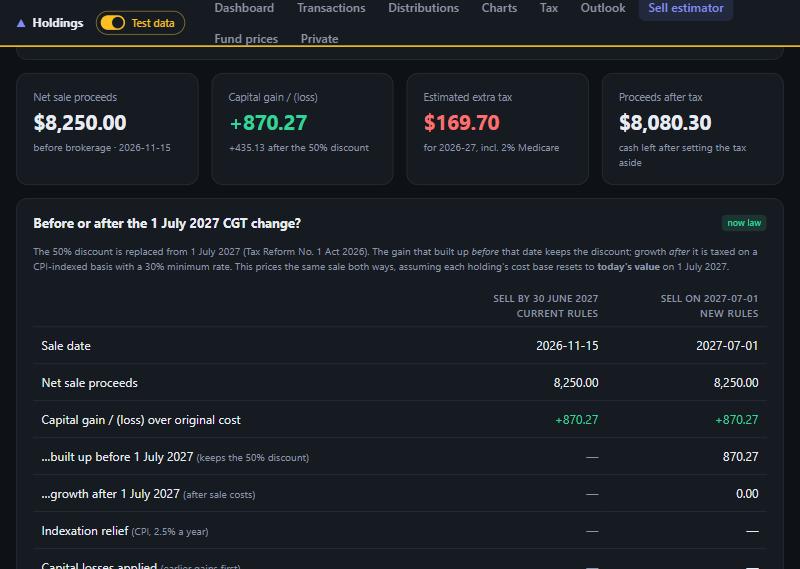 ▲ Holdings
Test data
Dashboard Transactions Distributions Charts Tax Outlook Sell estimator
Fund prices Private
Net sale proceeds
$8,250.00
before brokerage · 2026-11-15
Capital gain / (loss)
+870.27
+435.13 after the 50% discount
Estimated extra tax
$169.70
for 2026-27, incl. 2% Medicare
Proceeds after tax
$8,080.30
cash left after setting the tax
aside
Before or after the 1 July 2027 CGT change?
now law
The 50% discount is replaced from 1 July 2027 (Tax Reform No. 1 Act 2026). The gain that built up before that date keeps the discount; growth after it is taxed on a
CPI-indexed basis with a 30% minimum rate. This prices the same sale both ways, assuming each holding's cost base resets to today's value on 1 July 2027.
SELL BY 30 JUNE 2027 SELL ON 2027-07-01
CURRENT RULES NEW RULES
Sale date 2026-11-15 2027-07-01
Net sale proceeds 8,250.00 8,250.00
Capital gain / (loss) over original cost +870.27 +870.27
...built up before 1 July 2027 (keeps the 50% discount) — 870.27
...growth after 1 July 2027 (after sale costs) — 0.00
Indexation relief (CPI, 2.5% a year) — —
Capital losses applied (earlier gains first) — —